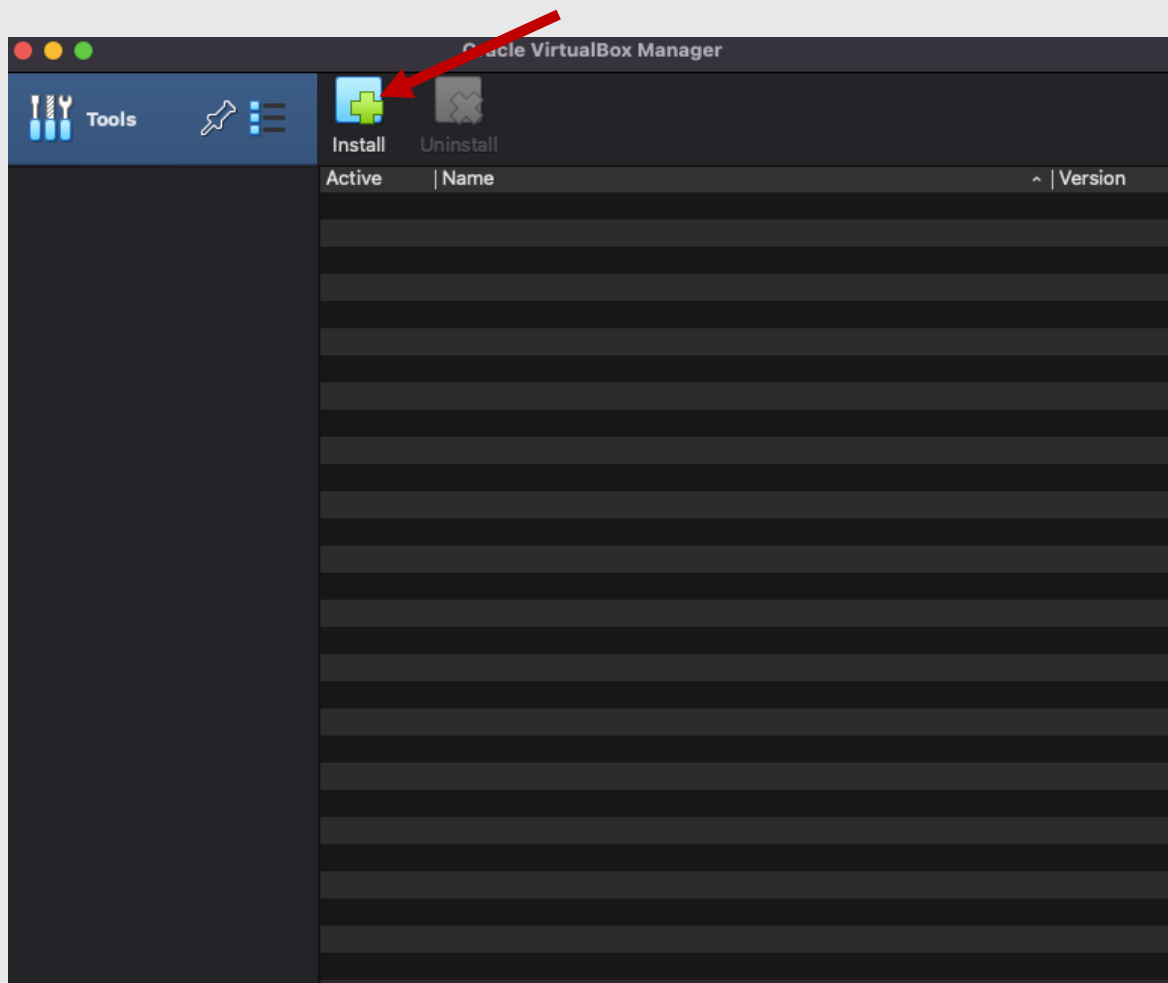 Oracle VirtualBox Manager
Tools
Install Uninstall
Active | Name ^ | Version